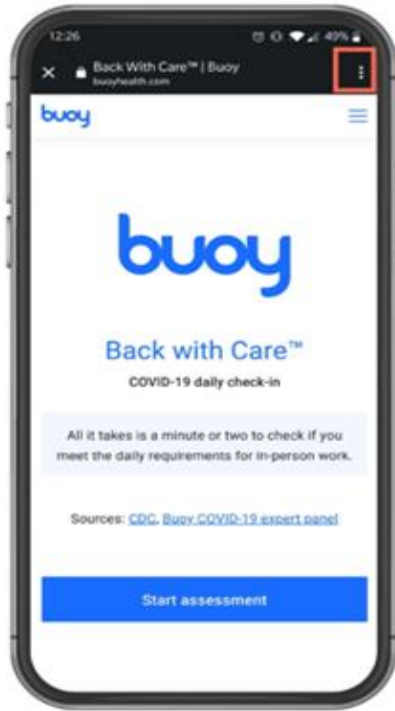 12:26 49%
Back With Care™ | Buoy
buoyhealth.com
buoy
buoy
Back with Care™
COVID-19 daily check-in
All it takes is a minute or two to check if you
meet the daily requirements for in-person work.
Sources: CDC, Buoy COVID-19 expert panel
Start assessment